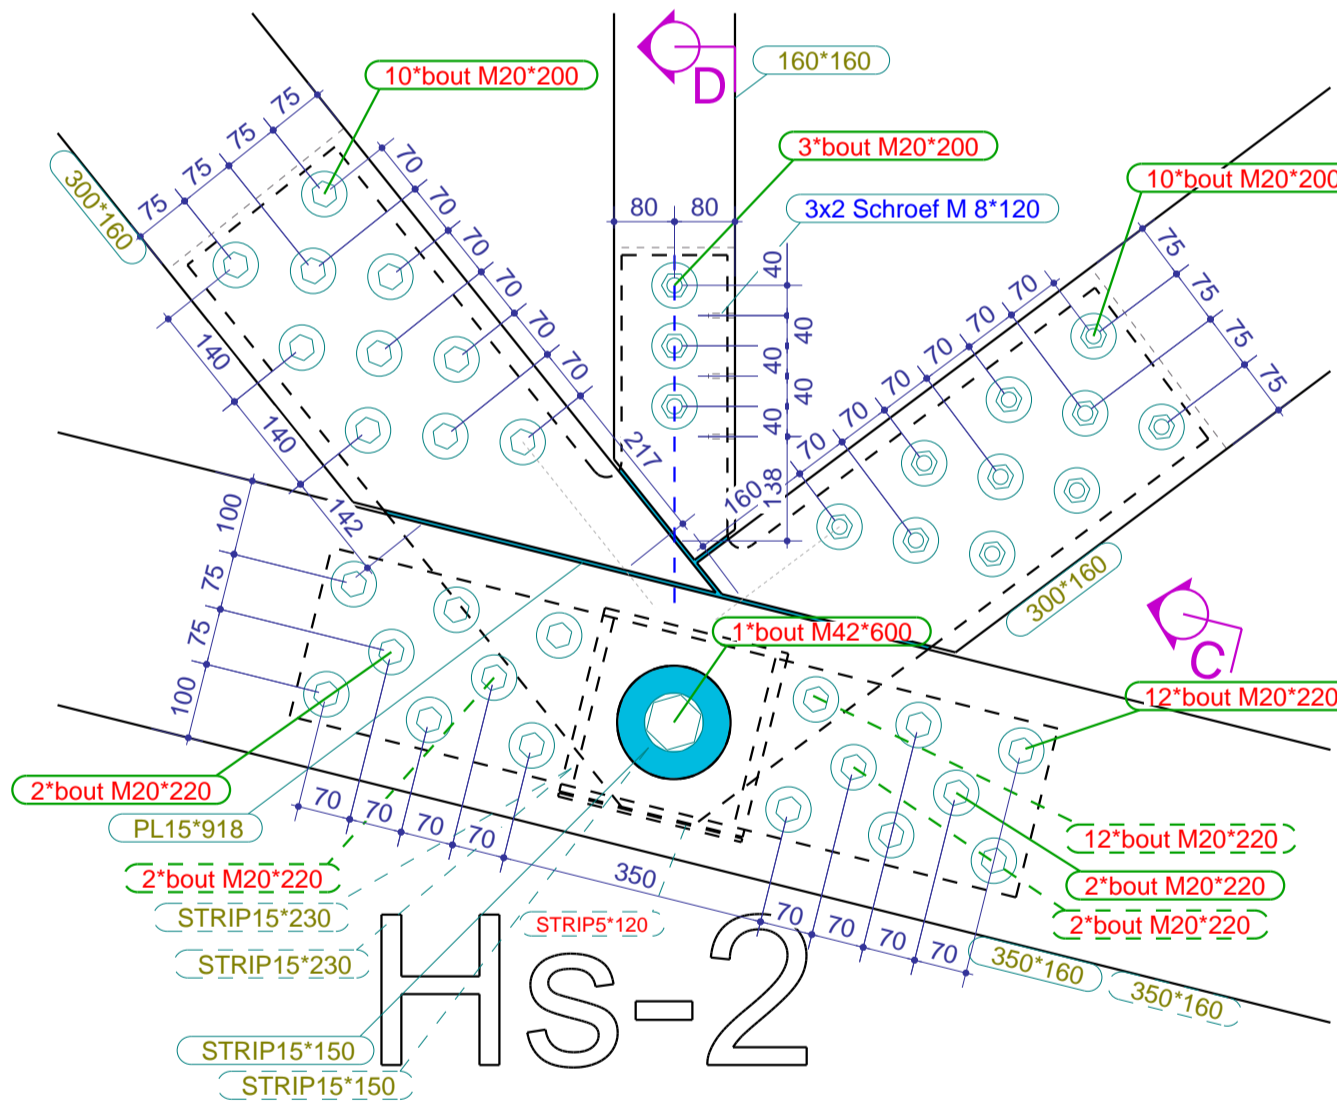 D
160*160
10*bout M20*200
3*bout M20*200
10*bout M20*200
3x2 Schroef M 8*120
300*160
75
75
75
75
70
70
70
70
70
70
217
140
140
142
80
80
40
40
40
40
40
138
160
70
70
70
70
70
70
75
75
75
75
300*160
C
100
75
75
100
1*bout M42*600
12*bout M20*220
2*bout M20*220
PL15*918
2*bout M20*220
STRIP15*230
STRIP15*230
STRIP5*120
STRIP15*150
STRIP15*150
70
70
70
70
350
70
70
70
70
12*bout M20*220
2*bout M20*220
2*bout M20*220
350*160
350*160
Hs-2